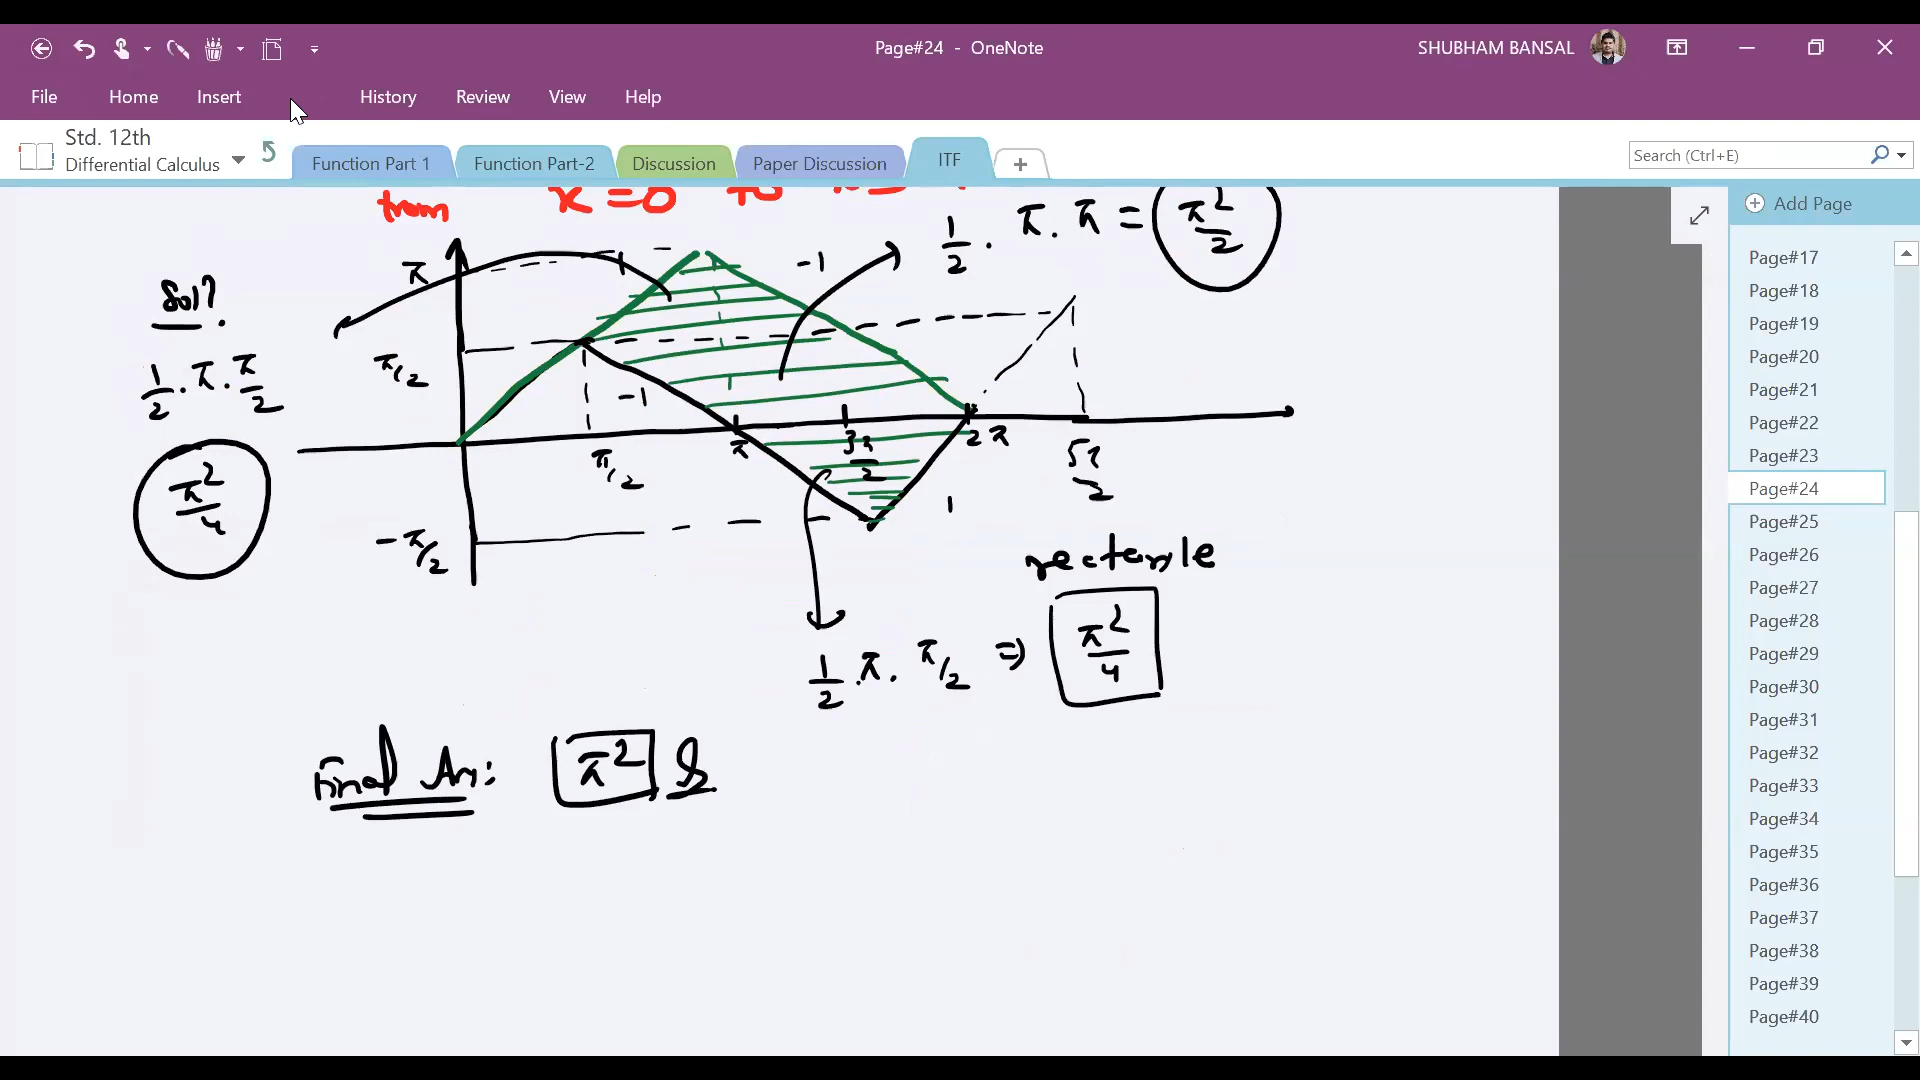 Page#24 - OneNote
SHUBHAM BANSAL
File Home Insert History Review View Help
Std. 12th
Differential Calculus
Function Part 1
Function Part-2
Discussion
Paper Discussion
ITF
Search (Ctrl+E)
Add Page
Page#17
Page#18
Page#19
Page#20
Page#21
Page#22
Page#23
Page#24
Page#25
Page#26
Page#27
Page#28
Page#29
Page#30
Page#31
Page#32
Page#33
Page#34
Page#35
Page#36
Page#37
Page#38
Page#39
Page#40
from x=0 to
1/2 . π . π = π²/2
Solⁿ.
π
1
-1
π/2
1/2 . π . π/2
-1
π²/4
π/2
π
3π/2
2π
5π/2
1
-π/2
rectangle
1/2 . π . π/2 ⇒ π²/4
Final Ans: π²